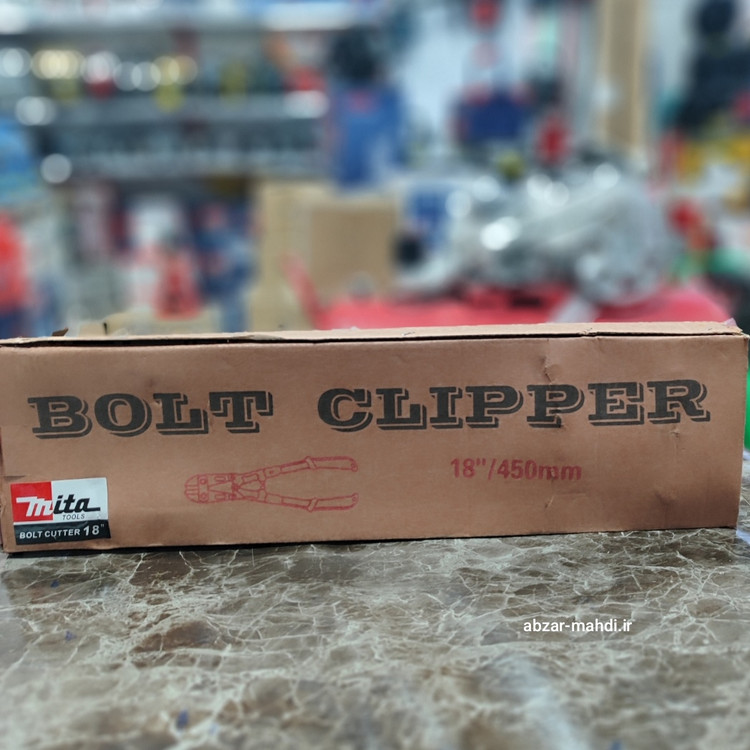 BOLT CLIPPER
18"/450mm
mita
TOOLS
BOLT CUTTER 18"
abzar-mahdi.ir